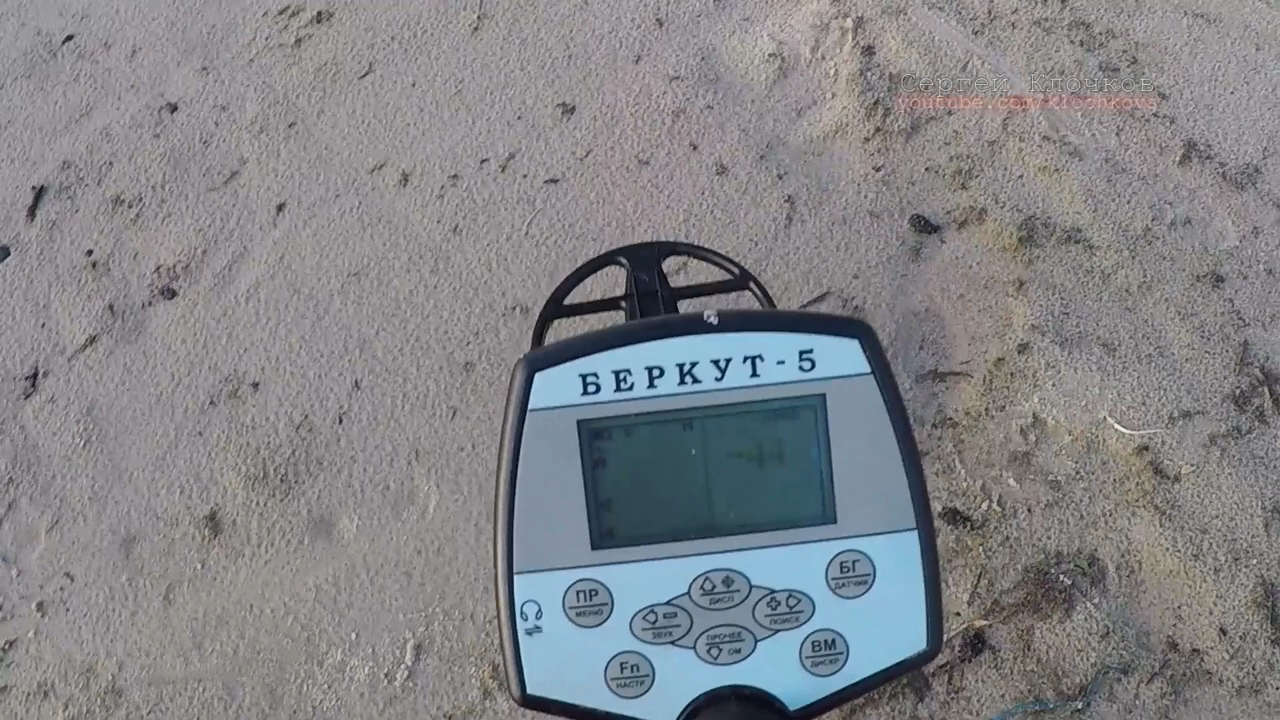 Сергей Клочков
youtube.com/klochkovs
БЕРКУТ-5
ПР
МЕНЮ
ДИСП
БГ
ДАТЧИК
ЗВУК
ПОИСК
ПРОЧЕЕ
ОМ
Fn
НАСТР
ВМ
ДИСКР